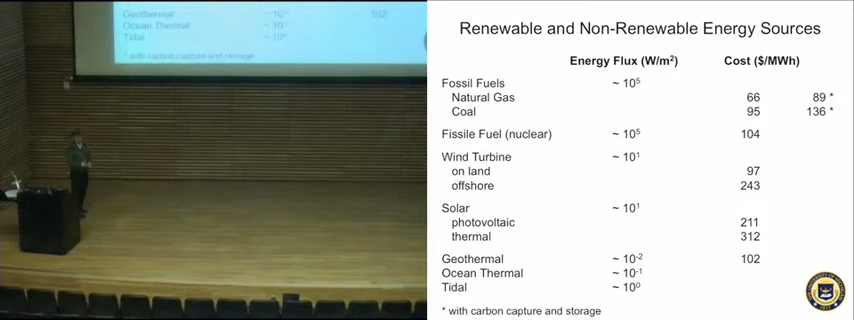 Geothermal
Ocean Thermal
Tidal
* with carbon capture and storage
Renewable and Non-Renewable Energy Sources
Energy Flux (W/m²) Cost ($/MWh)
Fossil Fuels ~ 10⁵
Natural Gas 66 89 *
Coal 95 136 *
Fissile Fuel (nuclear) ~ 10⁵ 104
Wind Turbine ~ 10¹
on land 97
offshore 243
Solar ~ 10¹
photovoltaic 211
thermal 312
Geothermal ~ 10⁻² 102
Ocean Thermal ~ 10⁻¹
Tidal ~ 10⁰
* with carbon capture and storage